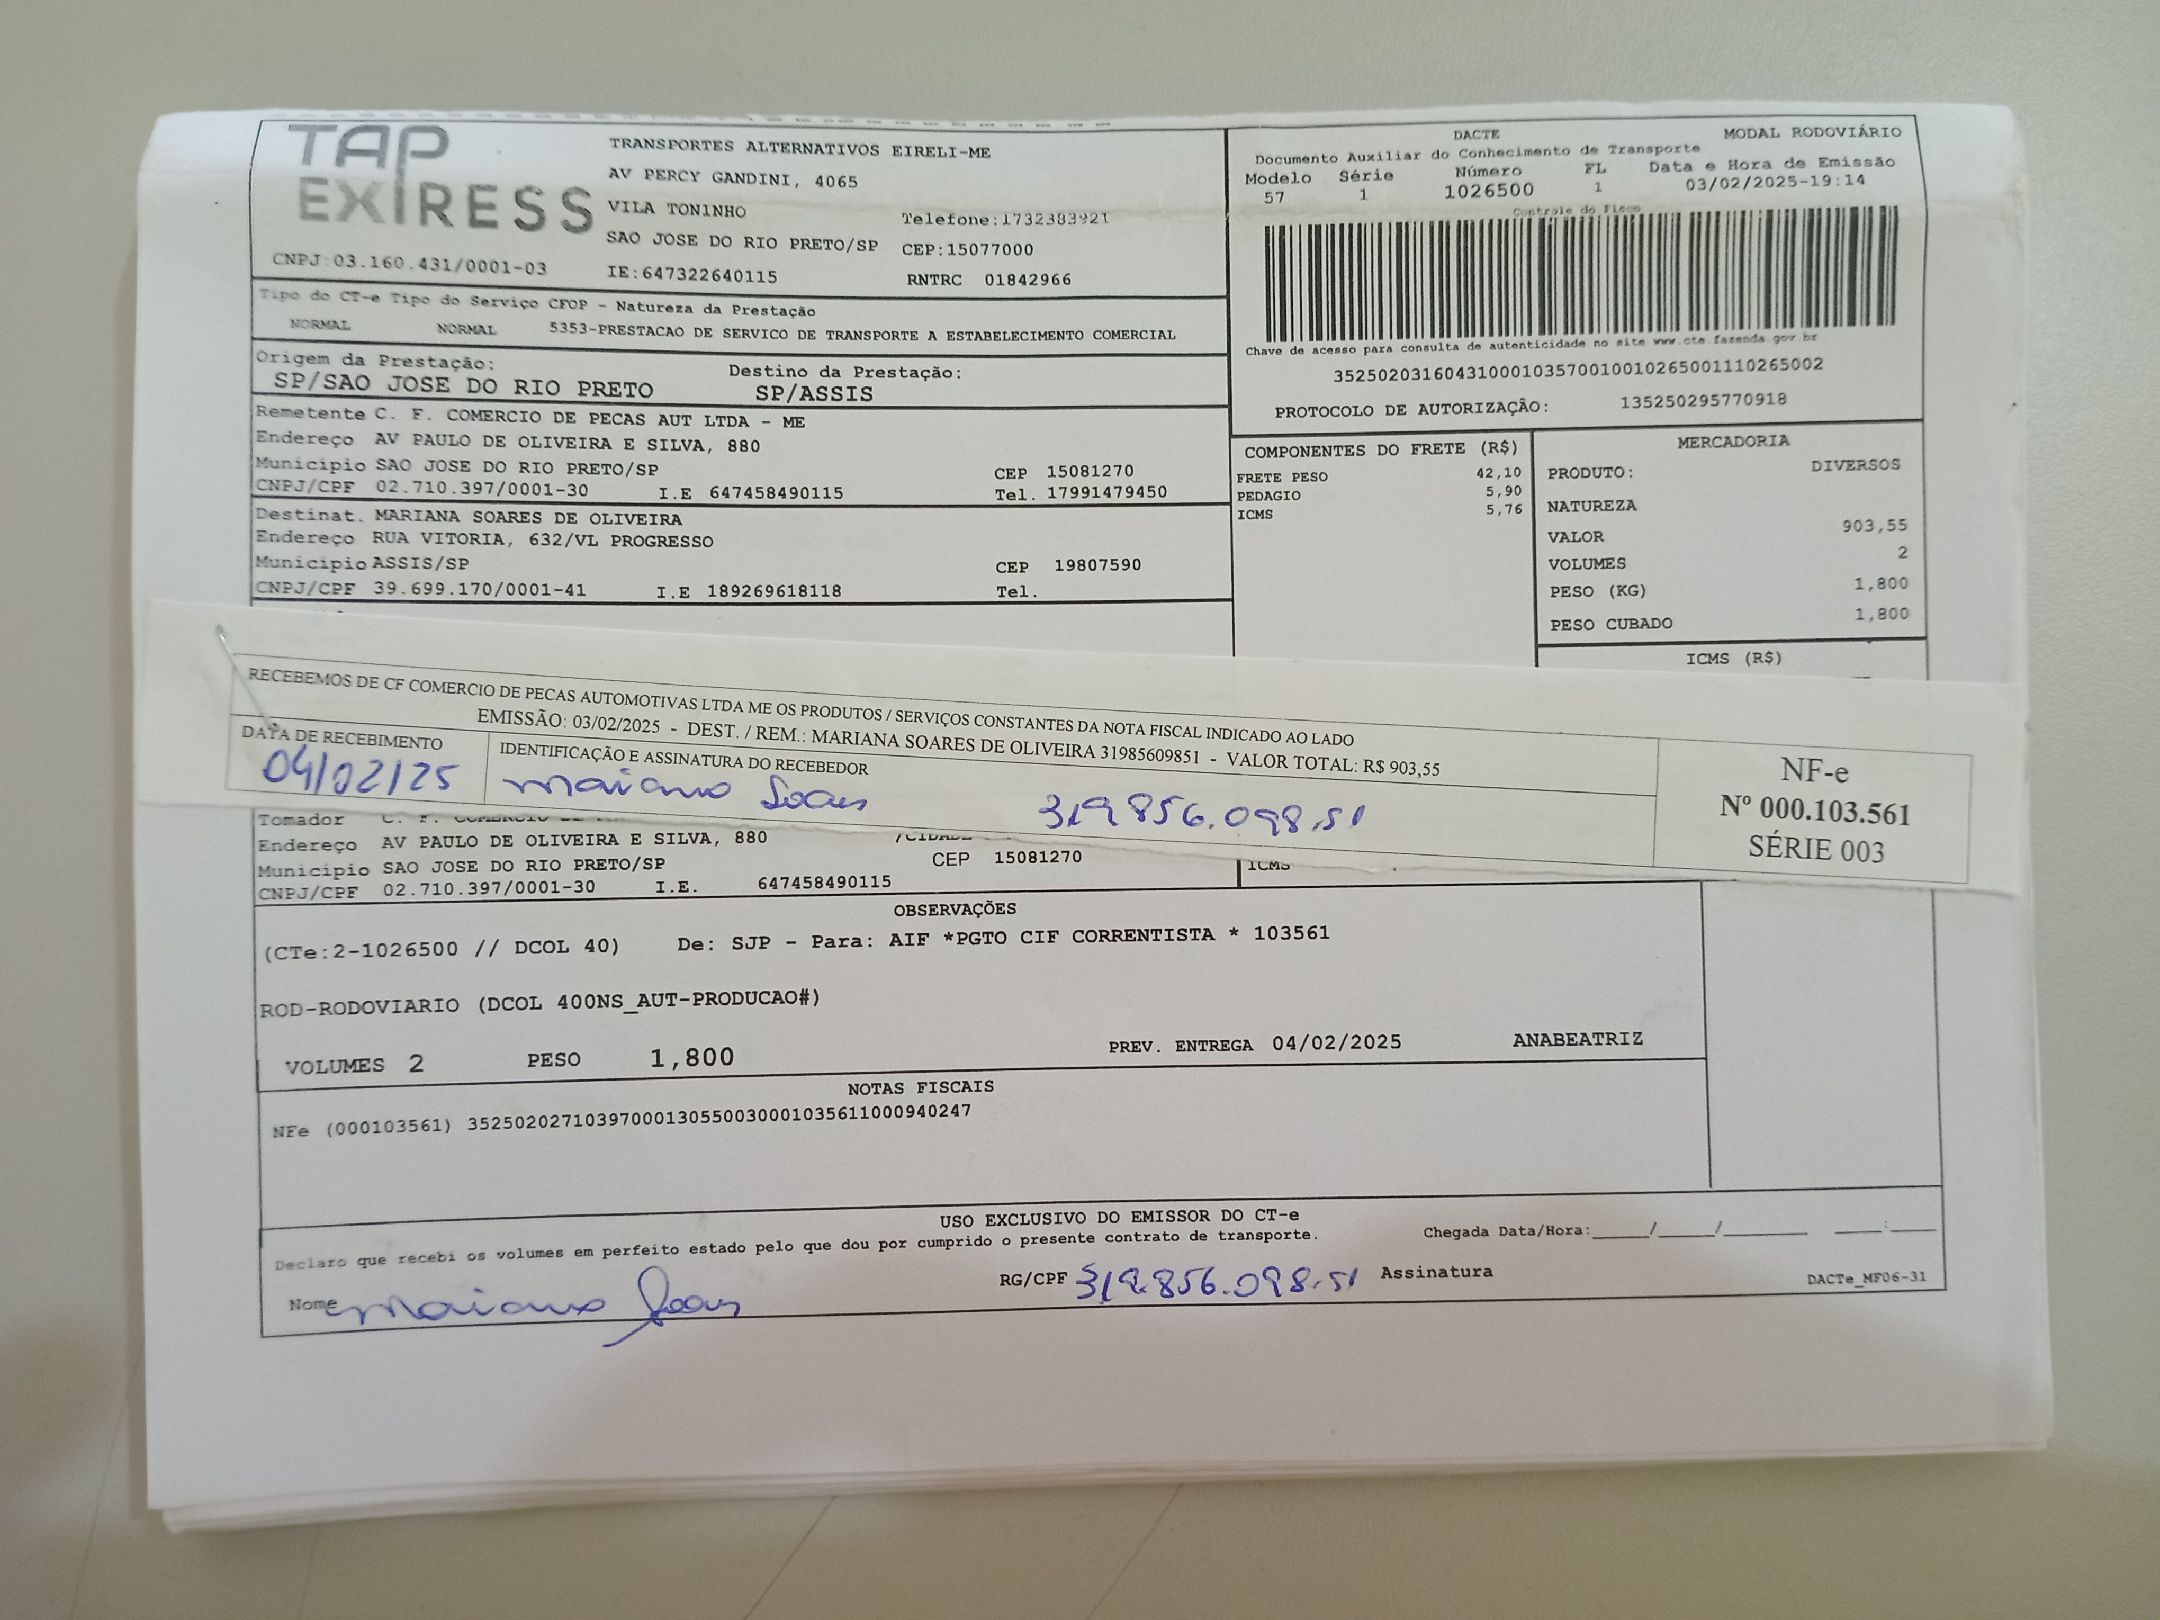 TAP
EXIRESS
TRANSPORTES ALTERNATIVOS EIRELI-ME
AV PERCY GANDINI, 4065
VILA TON1NHO
Telefone:1732383921
SAO JOSE DO RIO PRETO/SP CEP:15077000
CNPJ:03.160.431/0001-03 IE:647322640115 RNTRC 01842966
DACTE MODAL RODOVIÁRIO
Documento Auxiliar do Conhecimento de Transporte
Modelo Série Número FL Data e Hora de Emissão
57 1 1026500 1 03/02/2025-19:14
Controle do Fisco
Chave de acesso para consulta de autenticidade no site www.cte.fazenda.gov.br
35250203160431000103570010010265001110265002
PROTOCOLO DE AUTORIZAÇÃO: 135250295770918
Tipo do CT-e Tipo do Serviço CFOP - Natureza da Prestação
NORMAL NORMAL 5353-PRESTACAO DE SERVICO DE TRANSPORTE A ESTABELECIMENTO COMERCIAL
Origem da Prestação: Destino da Prestação:
SP/SAO JOSE DO RIO PRETO SP/ASSIS
Remetente C. F. COMERCIO DE PECAS AUT LTDA - ME
Endereço AV PAULO DE OLIVEIRA E SILVA, 880
Município SAO JOSE DO RIO PRETO/SP CEP 15081270
CNPJ/CPF 02.710.397/0001-30 I.E 647458490115 Tel. 17991479450
Destinat. MARIANA SOARES DE OLIVEIRA
Endereço RUA VITORIA, 632/VL PROGRESSO
Município ASSIS/SP CEP 19807590
CNPJ/CPF 39.699.170/0001-41 I.E 189269618118 Tel.
COMPONENTES DO FRETE (R$)
FRETE PESO 42,10
PEDAGIO 5,90
ICMS 5,76
MERCADORIA
PRODUTO: DIVERSOS
NATUREZA
VALOR 903,55
VOLUMES 2
PESO (KG) 1,800
PESO CUBADO 1,800
ICMS (R$)
RECEBEMOS DE CF COMERCIO DE PECAS AUTOMOTIVAS LTDA ME OS PRODUTOS / SERVIÇOS CONSTANTES DA NOTA FISCAL INDICADO AO LADO
EMISSÃO: 03/02/2025 - DEST. / REM.: MARIANA SOARES DE OLIVEIRA 31985609851 - VALOR TOTAL: R$ 903,55
DATA DE RECEBIMENTO IDENTIFICAÇÃO E ASSINATURA DO RECEBEDOR
04/02/25 Mariana Soares 319.856.098.51
NF-e
Nº 000.103.561
SÉRIE 003
Tomador C. F. COMERCIO DE
Endereço AV PAULO DE OLIVEIRA E SILVA, 880 /CIDADE
Município SAO JOSE DO RIO PRETO/SP CEP 15081270
CNPJ/CPF 02.710.397/0001-30 I.E. 647458490115
ICMS
OBSERVAÇÕES
(CTe:2-1026500 // DCOL 40) De: SJP - Para: AIF *PGTO CIF CORRENTISTA * 103561
ROD-RODOVIARIO (DCOL 400NS_AUT-PRODUCAO#)
VOLUMES 2 PESO 1,800 PREV. ENTREGA 04/02/2025 ANABEATRIZ
NOTAS FISCAIS
NFe (000103561) 35250202710397000130550030001035611000940247
USO EXCLUSIVO DO EMISSOR DO CT-e
Declaro que recebi os volumes em perfeito estado pelo que dou por cumprido o presente contrato de transporte. Chegada Data/Hora:_____/_____/_______ ____:____
Nome Mariana Soares RG/CPF 319.856.098.51 Assinatura DACTe_MF06-31